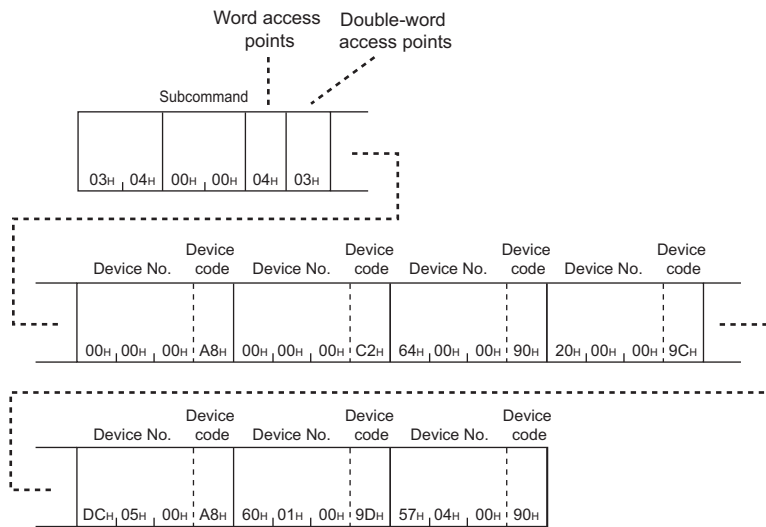 Word access points
Double-word access points
Subcommand
03H 04H 00H 00H 04H 03H
Device No. Device code Device No. Device code Device No. Device code Device No. Device code
00H 00H 00H A8H 00H 00H 00H C2H 64H 00H 00H 90H 20H 00H 00H 9CH
Device No. Device code Device No. Device code Device No. Device code
DCH 05H 00H A8H 60H 01H 00H 9DH 57H 04H 00H 90H